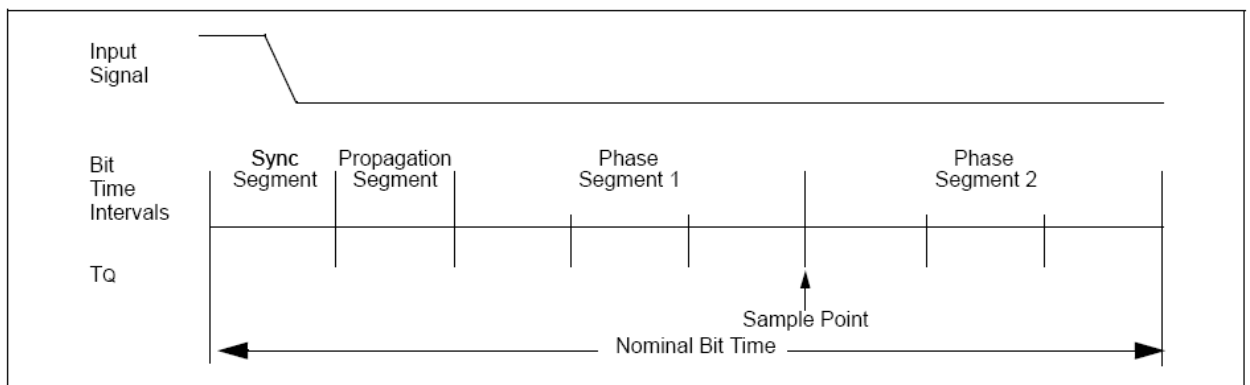 Input
Signal
Bit
Time
Intervals
Sync
Segment
Propagation
Segment
Phase
Segment 1
Phase
Segment 2
TQ
Sample Point
Nominal Bit Time